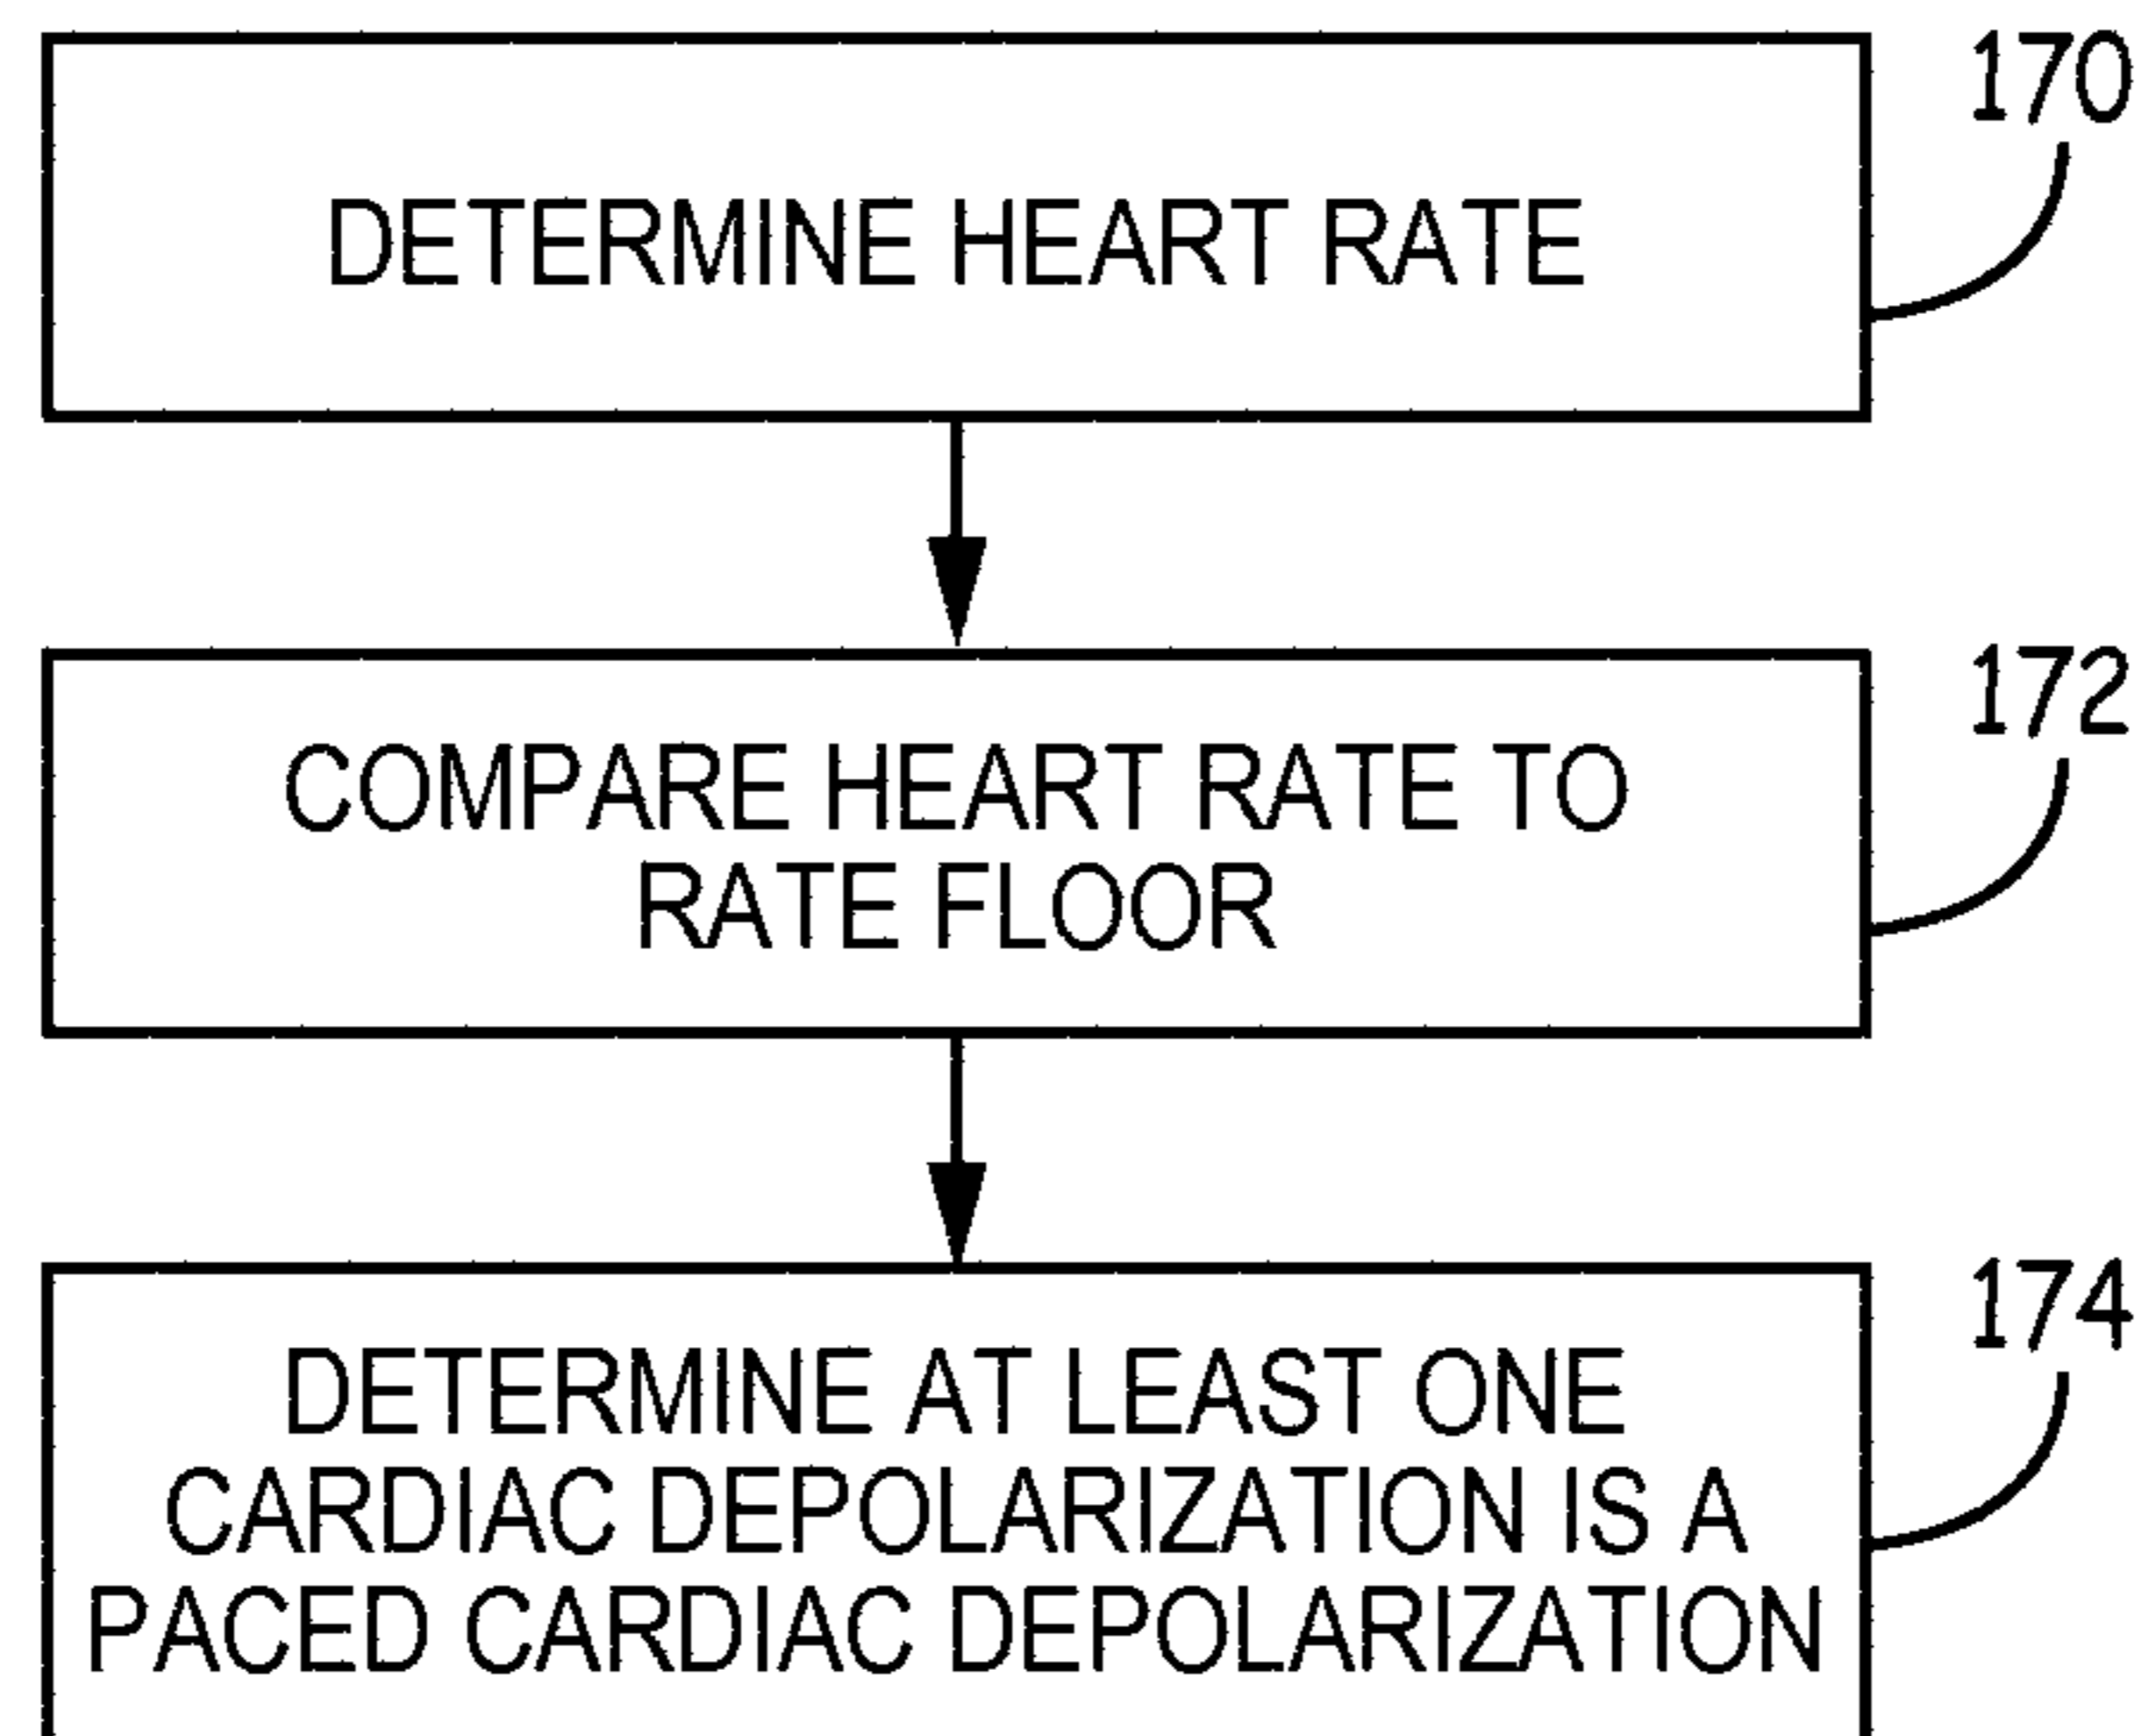 170
DETERMINE HEART RATE
172
COMPARE HEART RATE TO
RATE FLOOR
174
DETERMINE AT LEAST ONE
CARDIAC DEPOLARIZATION IS A
PACED CARDIAC DEPOLARIZATION